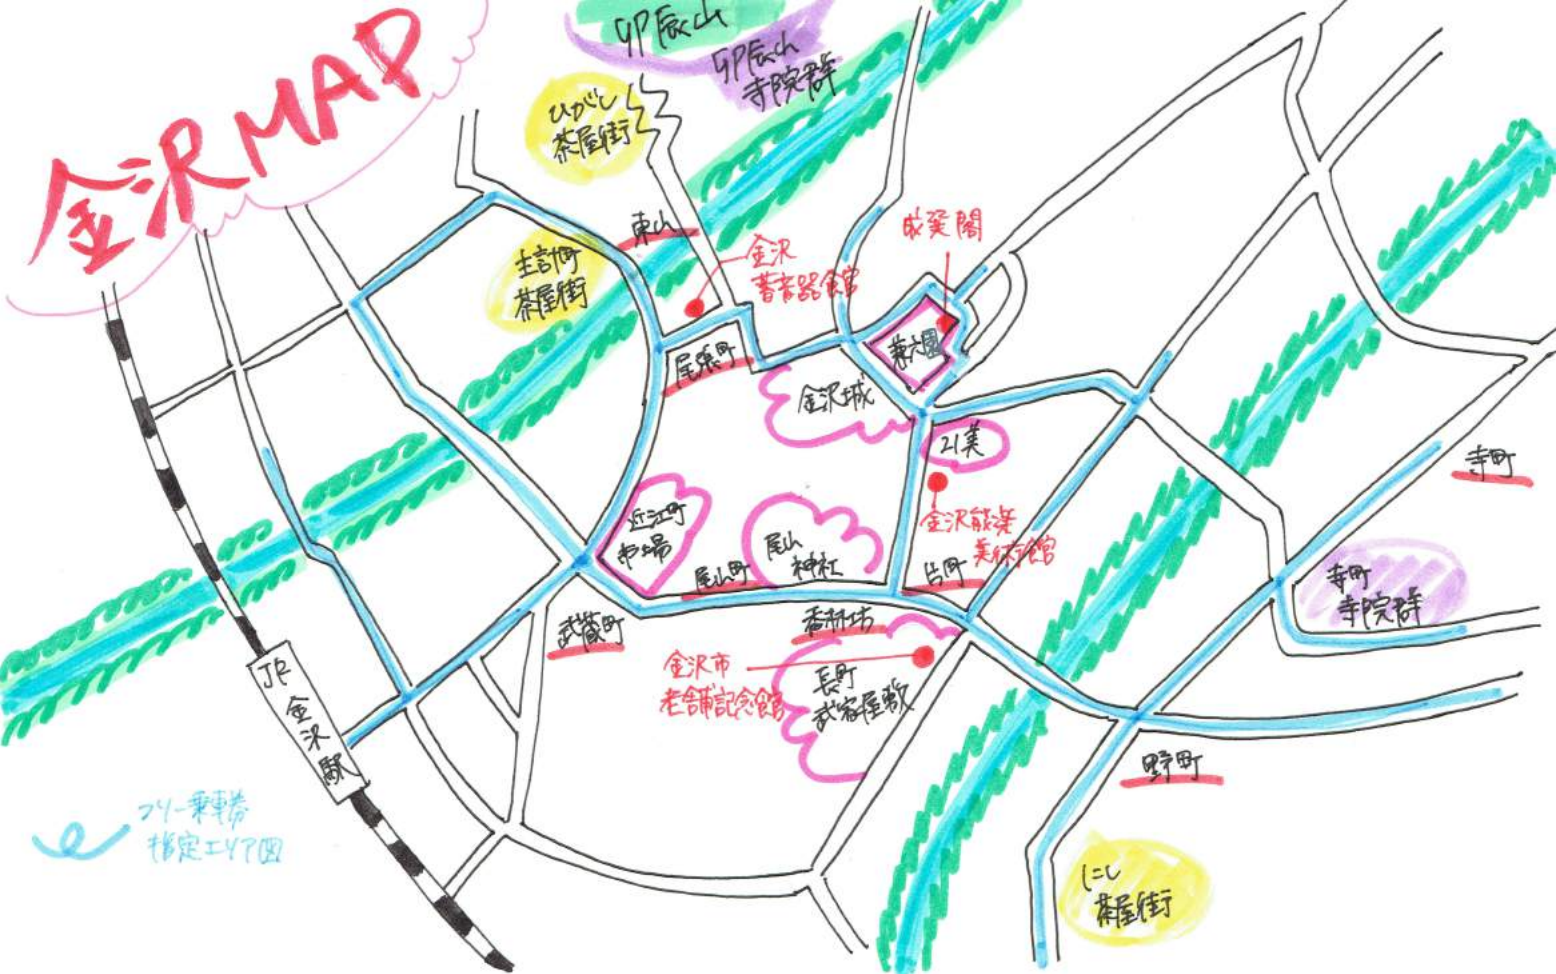 金沢MAP
卯辰山
卯辰山
寺院群
ひがし
茶屋街
東山
主計町
茶屋街
金沢
蓄音器館
成巽閣
兼六園
尾張町
金沢城
21美
金沢能楽
美術館
近江町
市場
尾山町
尾山
神社
片町
香林坊
武蔵町
金沢市
老舗記念館
長町
武家屋敷
寺町
寺町
寺院群
野町
にし
茶屋街
JR
金
沢
駅
フリー乗車券
指定エリア図